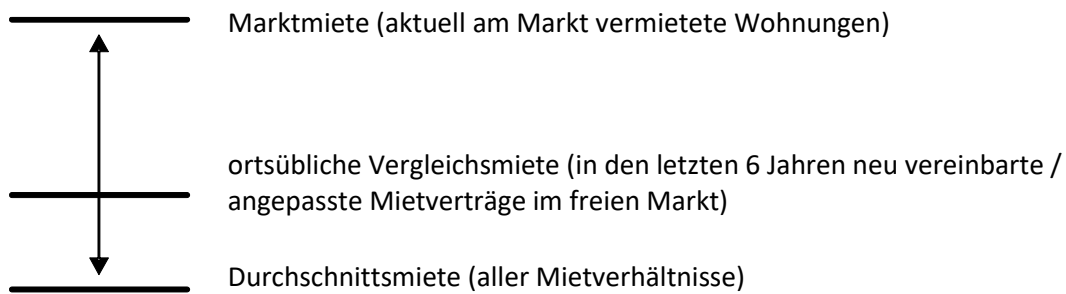 Marktmiete (aktuell am Markt vermietete Wohnungen)
ortsübliche Vergleichsmiete (in den letzten 6 Jahren neu vereinbarte /
angepasste Mietverträge im freien Markt)
Durchschnittsmiete (aller Mietverhältnisse)